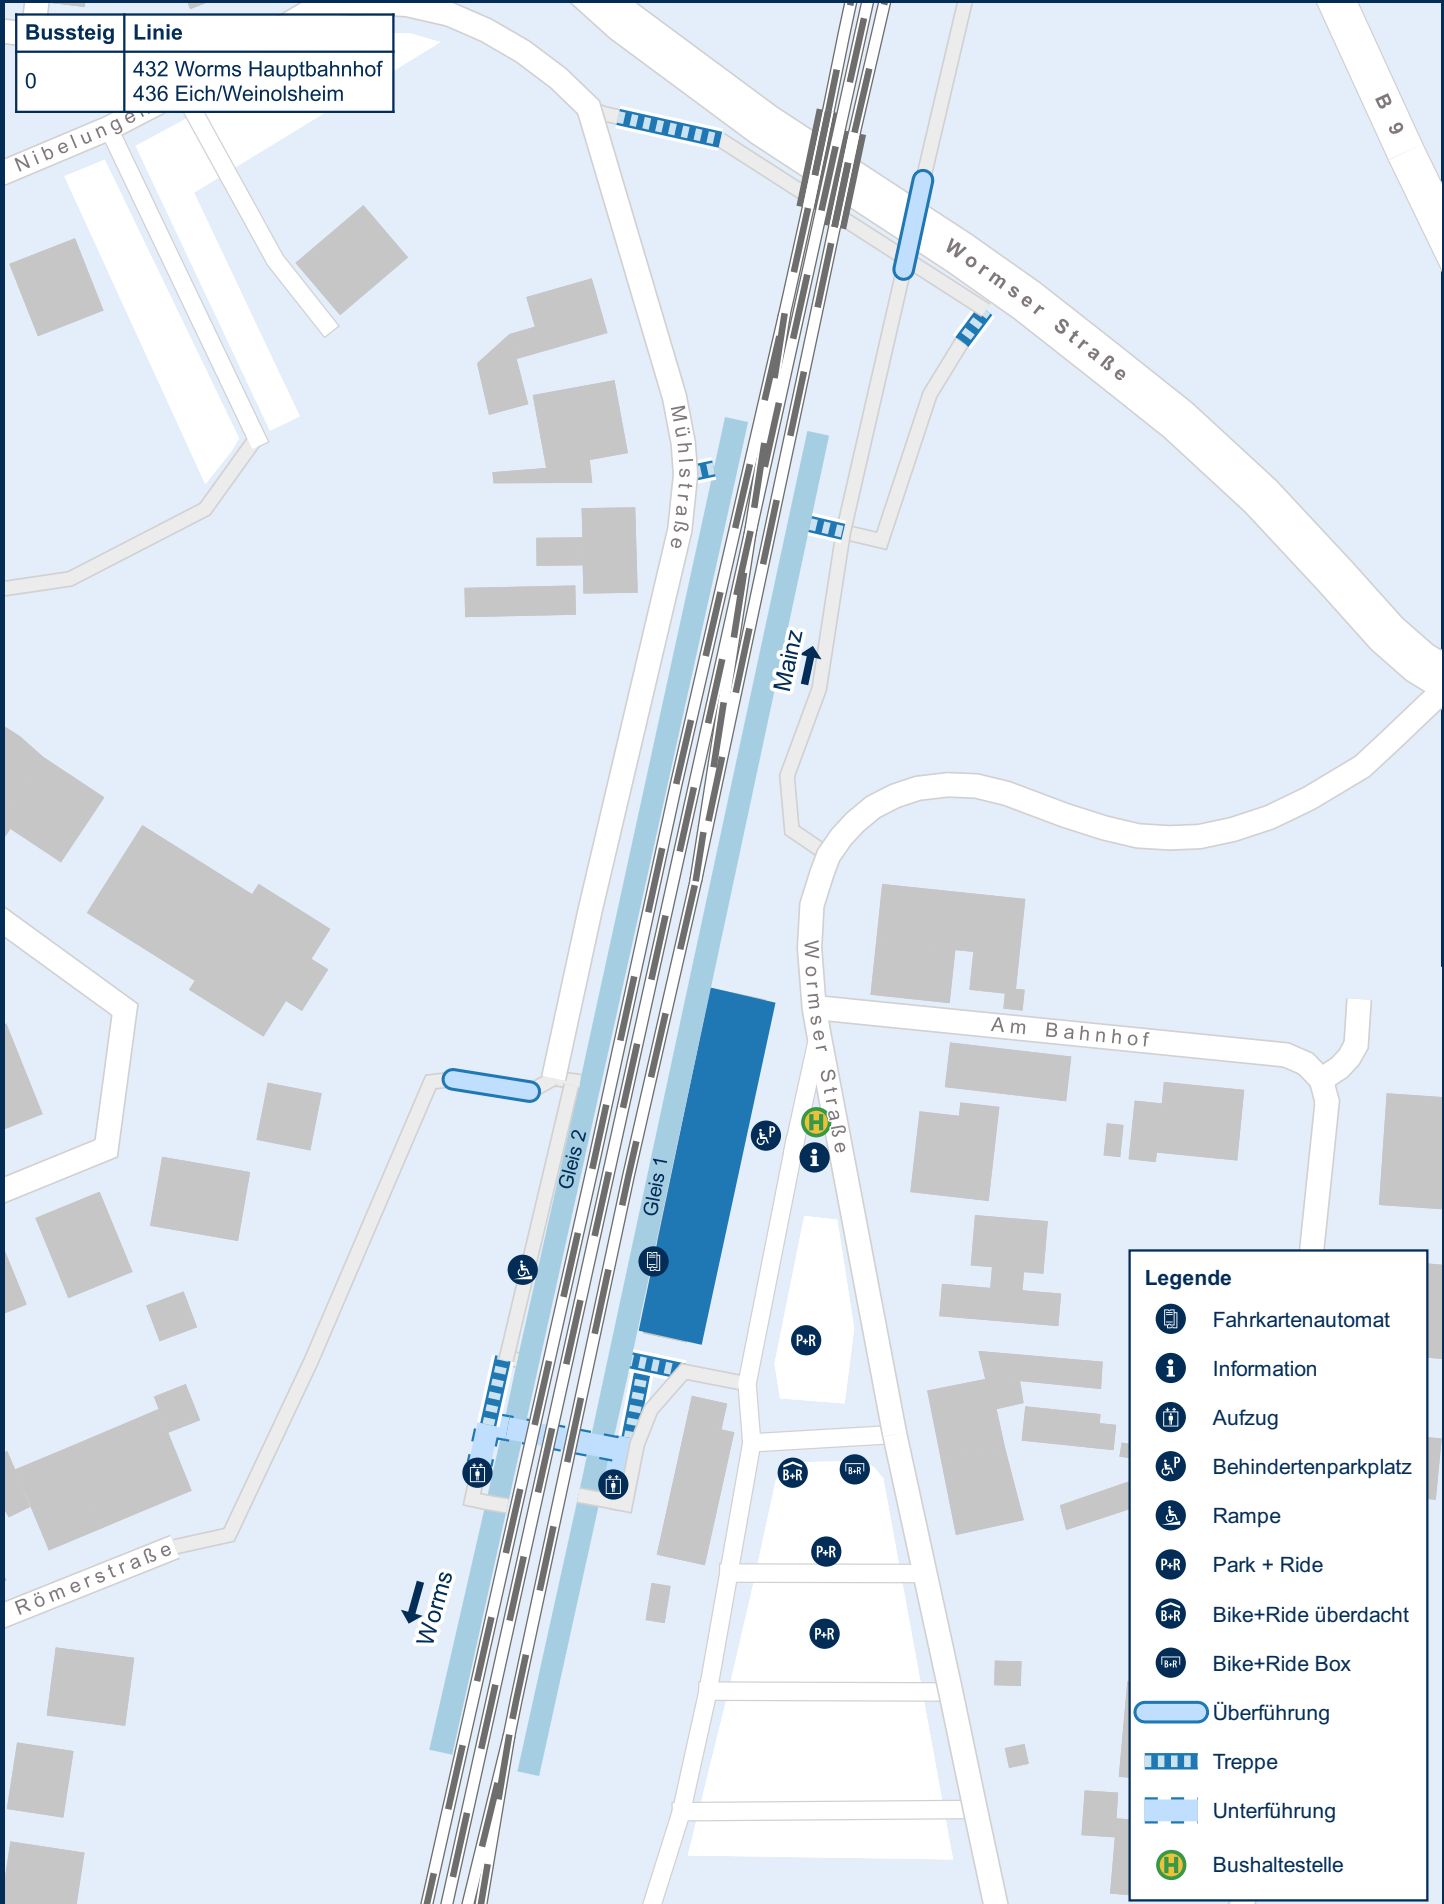 Bussteig Linie
0
432 Worms Hauptbahnhof
436 Eich/Weinolsheim
B 9
Wormser Straße
Mühlstraße
Mainz
Wormser Straße
Am Bahnhof
H
P
i
Gleis 2
Gleis 1
P+R
B+R
B+R
P+R
P+R
Worms
Römerstraße
Legende
Fahrkartenautomat
i Information
Aufzug
P Behindertenparkplatz
Rampe
P+R Park + Ride
B+R Bike+Ride überdacht
B+R Bike+Ride Box
Überführung
Treppe
Unterführung
H Bushaltestelle